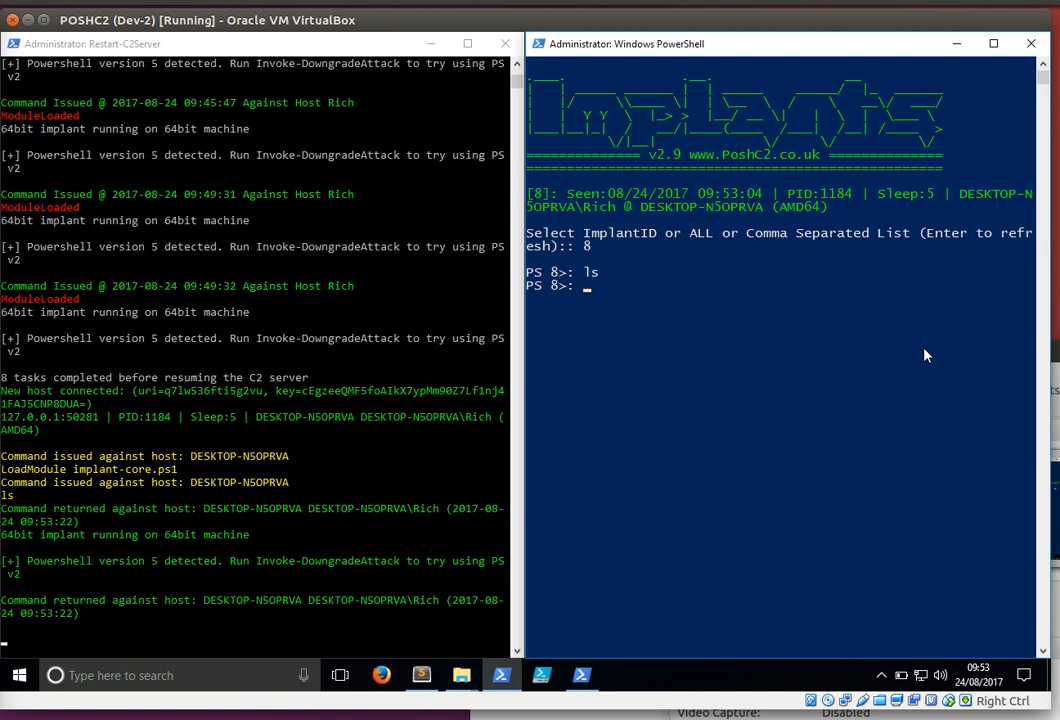 POSHC2 (Dev-2) [Running] - Oracle VM VirtualBox
Administrator: Restart-C2Server
[+] Powershell version 5 detected. Run Invoke-DowngradeAttack to try using PS
v2
Command Issued @ 2017-08-24 09:45:47 Against Host Rich
ModuleLoaded
64bit implant running on 64bit machine
[+] Powershell version 5 detected. Run Invoke-DowngradeAttack to try using PS
v2
Command Issued @ 2017-08-24 09:49:31 Against Host Rich
ModuleLoaded
64bit implant running on 64bit machine
[+] Powershell version 5 detected. Run Invoke-DowngradeAttack to try using PS
v2
Command Issued @ 2017-08-24 09:49:32 Against Host Rich
ModuleLoaded
64bit implant running on 64bit machine
[+] Powershell version 5 detected. Run Invoke-DowngradeAttack to try using PS
v2
8 tasks completed before resuming the C2 server
New host connected: (uri=q7lw536fti5g2vu, key=cEgzeeQMF5foAIkX7ypMm90Z7Lf1nj4
1FAJ5CNP8DUA=)
127.0.0.1:50281 | PID:1184 | Sleep:5 | DESKTOP-N5OPRVA DESKTOP-N5OPRVA\Rich (
AMD64)
Command issued against host: DESKTOP-N5OPRVA
LoadModule implant-core.ps1
Command issued against host: DESKTOP-N5OPRVA
ls
Command returned against host: DESKTOP-N5OPRVA DESKTOP-N5OPRVA\Rich (2017-08-
24 09:53:22)
64bit implant running on 64bit machine
[+] Powershell version 5 detected. Run Invoke-DowngradeAttack to try using PS
v2
Command returned against host: DESKTOP-N5OPRVA DESKTOP-N5OPRVA\Rich (2017-08-
24 09:53:22)
Administrator: Windows PowerShell
Implants
============== v2.9 www.PoshC2.co.uk ==============
===================================================
[8]: Seen:08/24/2017 09:53:04 | PID:1184 | Sleep:5 | DESKTOP-N
5OPRVA\Rich @ DESKTOP-N5OPRVA (AMD64)
Select ImplantID or ALL or Comma Separated List (Enter to refr
esh):: 8
PS 8>: ls
PS 8>: _
Type here to search
09:53
24/08/2017
Right Ctrl
Video Capture: Disabled